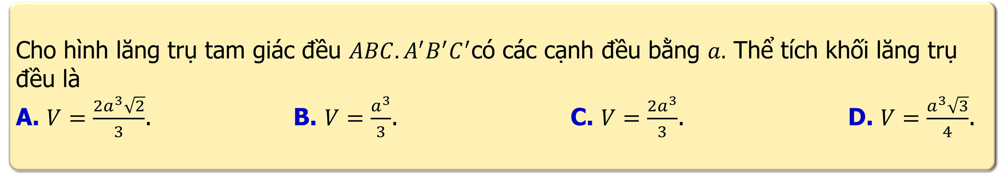 Cho hình lăng trụ tam giác đều ABC.A′B′C′có các cạnh đều bằng a. Thể tích khối lăng trụ
đều là
A. V = \frac{2a^3\sqrt{2}}{3}. B. V = \frac{a^3}{3}. C. V = \frac{2a^3}{3}. D. V = \frac{a^3\sqrt{3}}{4}.